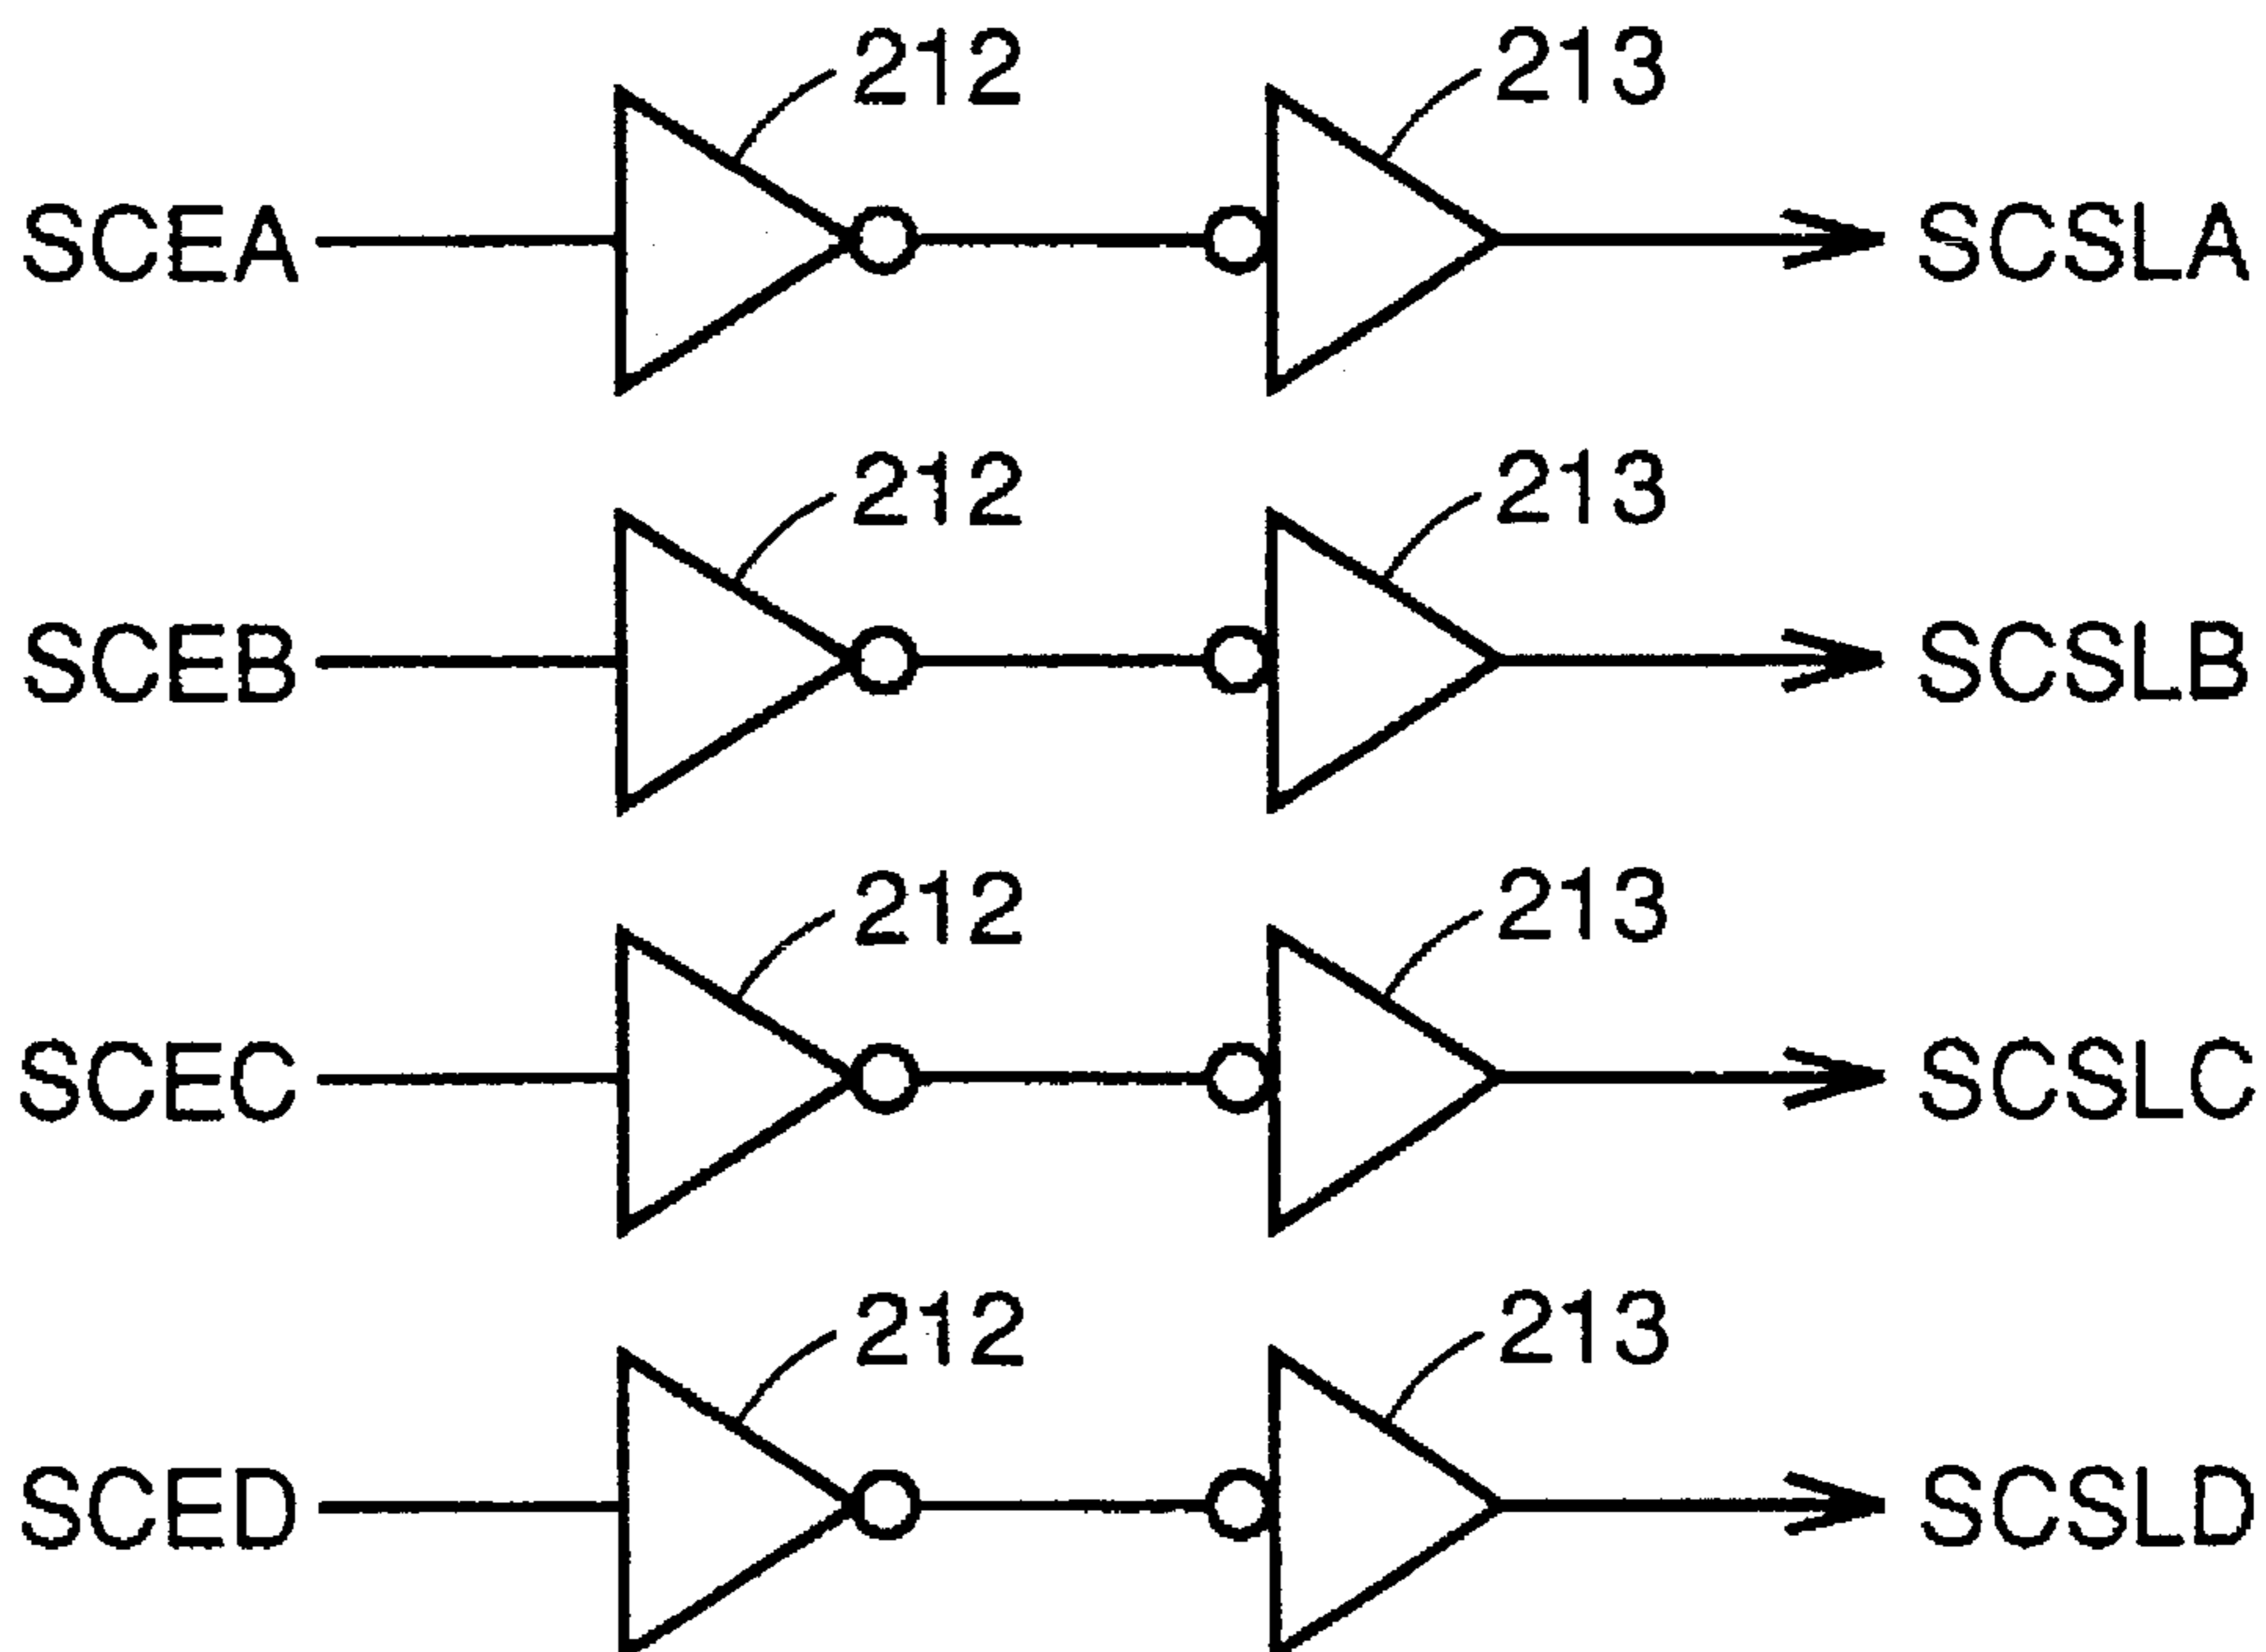 212 213
SCEA SCSLA
212 213
SCEB SCSLB
212 213
SCEC SCSLC
212 213
SCED SCSLD